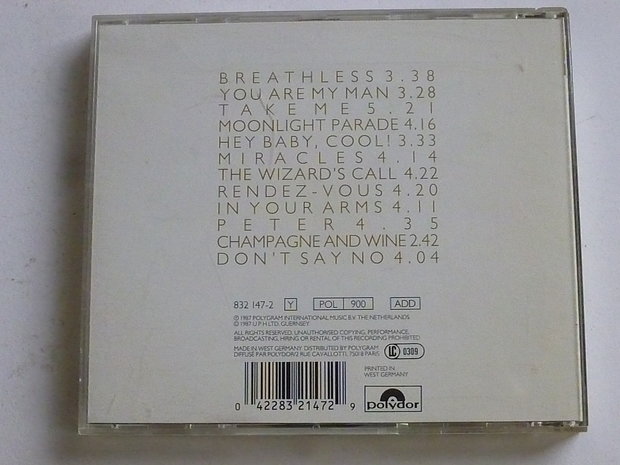 BREATHLESS 3.38
YOU ARE MY MAN 3.28
TAKE ME 5.21
MOONLIGHT PARADE 4.16
HEY BABY, COOL! 3.33
MIRACLES 4.14
THE WIZARD'S CALL 4.22
RENDEZ-VOUS 4.20
IN YOUR ARMS 4.11
PETER 4.35
CHAMPAGNE AND WINE 2.42
DON'T SAY NO 4.04
832 147-2 Y POL 900 ADD
℗ 1987 POLYGRAM INTERNATIONAL MUSIC B.V. THE NETHERLANDS
© 1987 U.P.H. LTD. GUERNSEY
ALL RIGHTS RESERVED. UNAUTHORISED COPYING, PERFORMANCE,
BROADCASTING, HIRING OR RENTAL OF THIS RECORDING PROHIBITED
MADE IN WEST GERMANY. DISTRIBUTED BY POLYGRAM.
DIFFUSÉ PAR POLYDOR/2 RUE CAVALLOTTI, 75018 PARIS.
LC 0309
PRINTED IN
WEST GERMANY
0 42283 21472 9
polydor